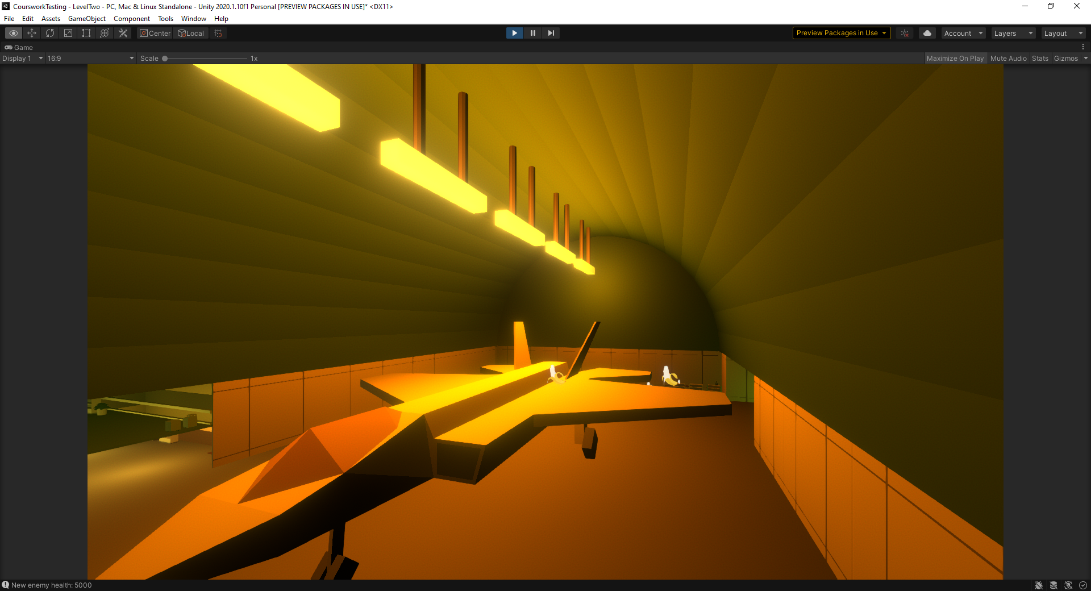 CoursworkTesting - LevelTwo - PC, Mac & Linux Standalone - Unity 2020.1.10f1 Personal [PREVIEW PACKAGES IN USE]* <DX11>
File Edit Assets GameObject Component Tools Window Help
Center Local Preview Packages in Use Account Layers Layout
Game
Display 1 16:9 Scale 1x Maximize On Play Mute Audio Stats Gizmos
New enemy health: 5000